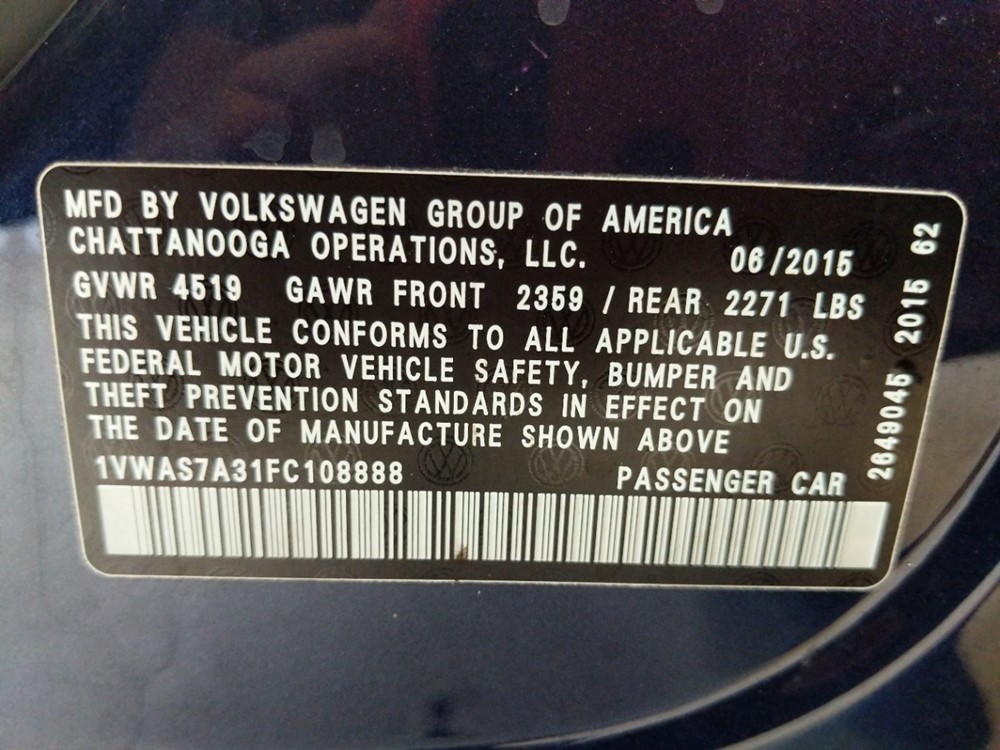 MFD BY VOLKSWAGEN GROUP OF AMERICA
CHATTANOOGA OPERATIONS, LLC. 06/2015
GVWR 4519 GAWR FRONT 2359 / REAR 2271 LBS
THIS VEHICLE CONFORMS TO ALL APPLICABLE U.S.
FEDERAL MOTOR VEHICLE SAFETY, BUMPER AND
THEFT PREVENTION STANDARDS IN EFFECT ON
THE DATE OF MANUFACTURE SHOWN ABOVE
1VWAS7A31FC108888 PASSENGER CAR
2649045 2015 62